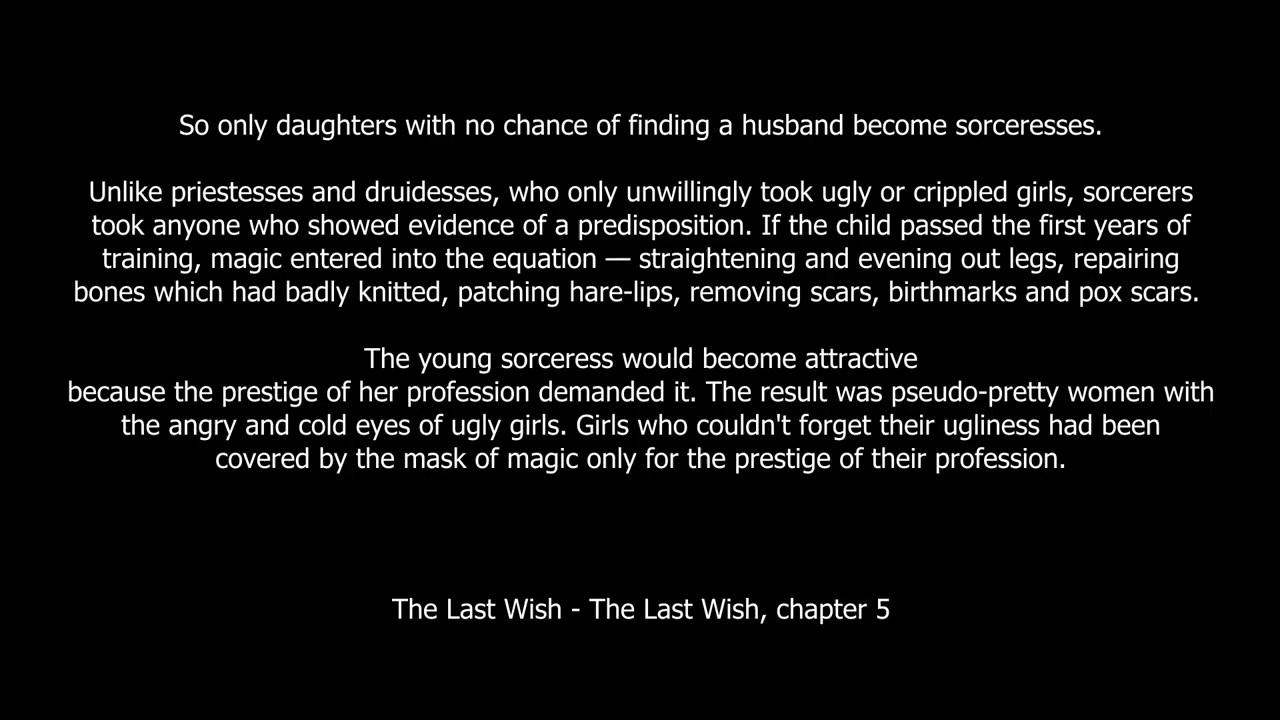 So only daughters with no chance of finding a husband become sorceresses.
Unlike priestesses and druidesses, who only unwillingly took ugly or crippled girls, sorcerers
took anyone who showed evidence of a predisposition. If the child passed the first years of
training, magic entered into the equation — straightening and evening out legs, repairing
bones which had badly knitted, patching hare-lips, removing scars, birthmarks and pox scars.
The young sorceress would become attractive
because the prestige of her profession demanded it. The result was pseudo-pretty women with
the angry and cold eyes of ugly girls. Girls who couldn't forget their ugliness had been
covered by the mask of magic only for the prestige of their profession.
The Last Wish - The Last Wish, chapter 5